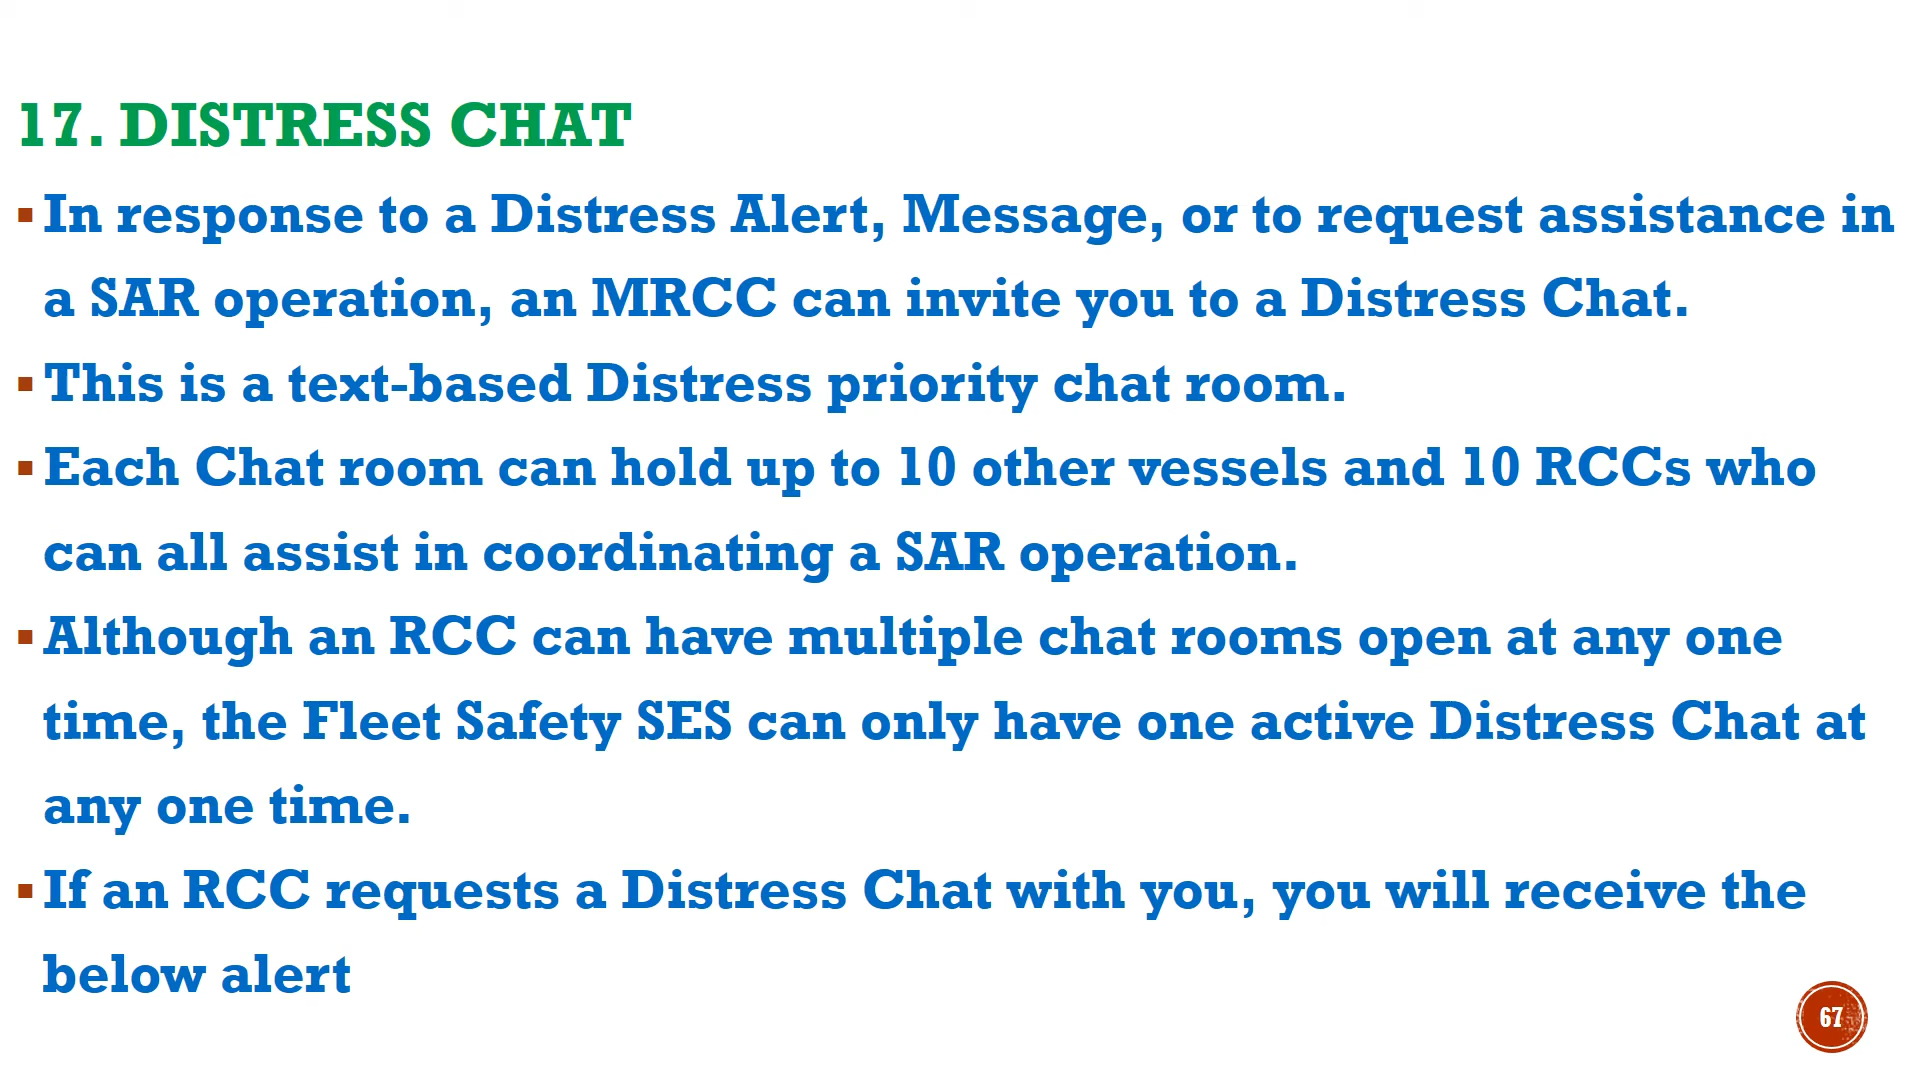 17. DISTRESS CHAT
▪In response to a Distress Alert, Message, or to request assistance in
a SAR operation, an MRCC can invite you to a Distress Chat.
▪This is a text-based Distress priority chat room.
▪Each Chat room can hold up to 10 other vessels and 10 RCCs who
can all assist in coordinating a SAR operation.
▪Although an RCC can have multiple chat rooms open at any one
time, the Fleet Safety SES can only have one active Distress Chat at
any one time.
▪If an RCC requests a Distress Chat with you, you will receive the
below alert
67